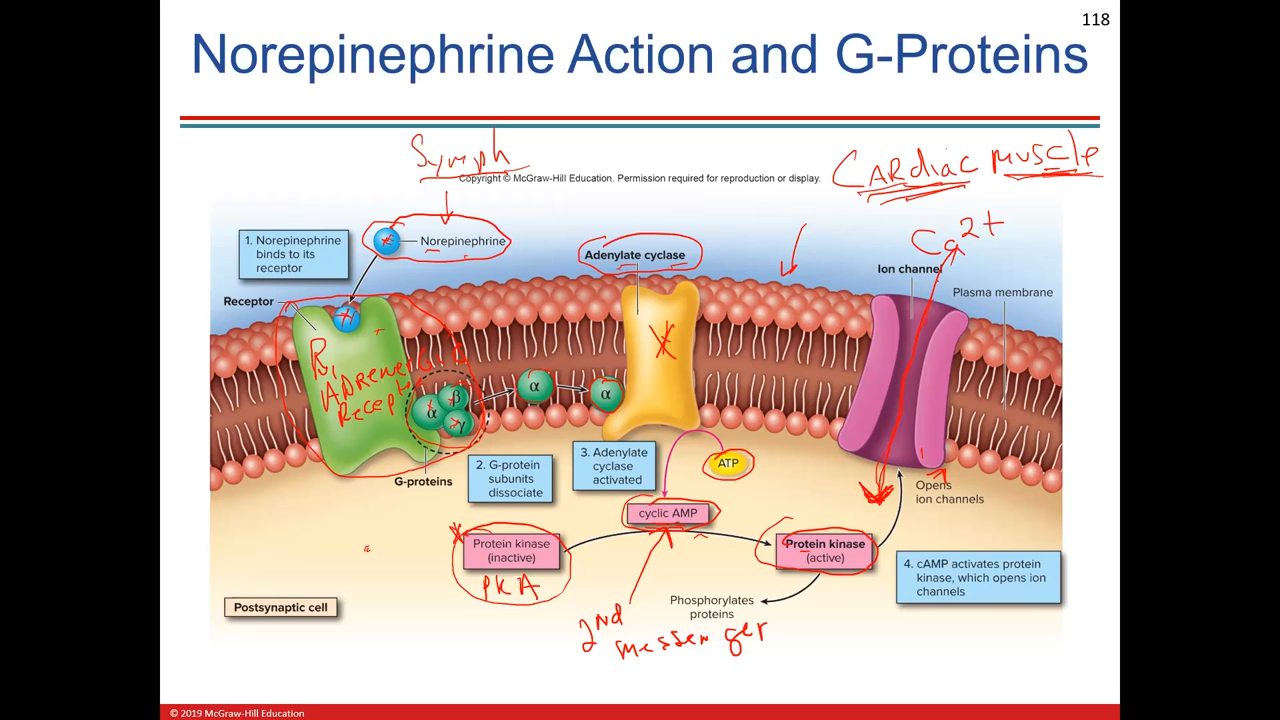 118
Norepinephrine Action and G-Proteins
Symph
Copyright © McGraw-Hill Education. Permission required for reproduction or display.
CARdiac muscle
1. Norepinephrine
binds to its
receptor
Norepinephrine
Adenylate cyclase
Ca2+
Ion channel
Plasma membrane
Receptor
B1
ADRenergic
Receptor
α
β
γ
α
α
G-proteins
2. G-protein
subunits
dissociate
3. Adenylate
cyclase
activated
ATP
Opens
ion channels
cyclic AMP
Protein kinase
(inactive)
PKA
Protein kinase
(active)
4. cAMP activates protein
kinase, which opens ion
channels
Phosphorylates
proteins
Postsynaptic cell
2nd
messenger
© 2019 McGraw-Hill Education